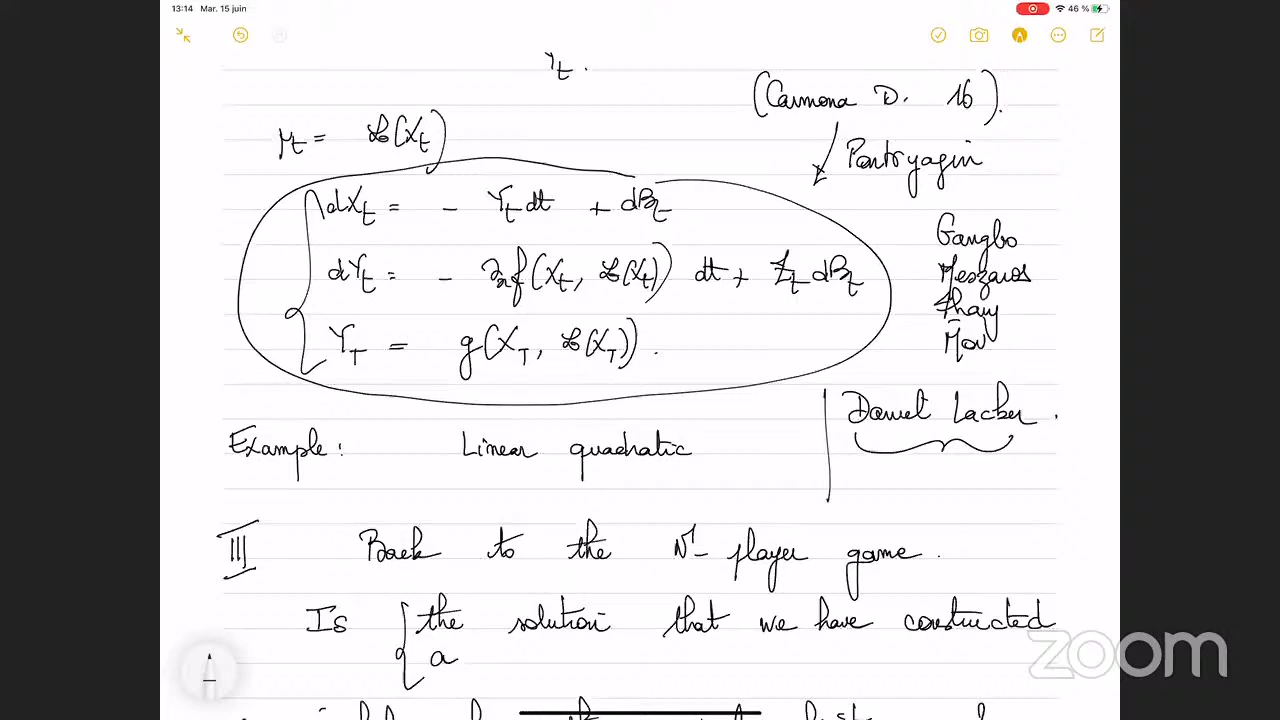 13:14 Mar. 15 juin
46 %
Y_t .
(Carmona D. 16).
μ_t = ℒ(X_t)
Pontryagin
dX_t = - Y_t dt + dB_t
dY_t = - ∂_x f(X_t, ℒ(X_t)) dt + Z_t dB_t
Y_T = g(X_T, ℒ(X_T)) .
Gangbo
Meszaros
Mou
Daniel Lacker .
Example : Linear quadratic
III Back to the N- player game .
Is the solution that we have constructed
a
zoom